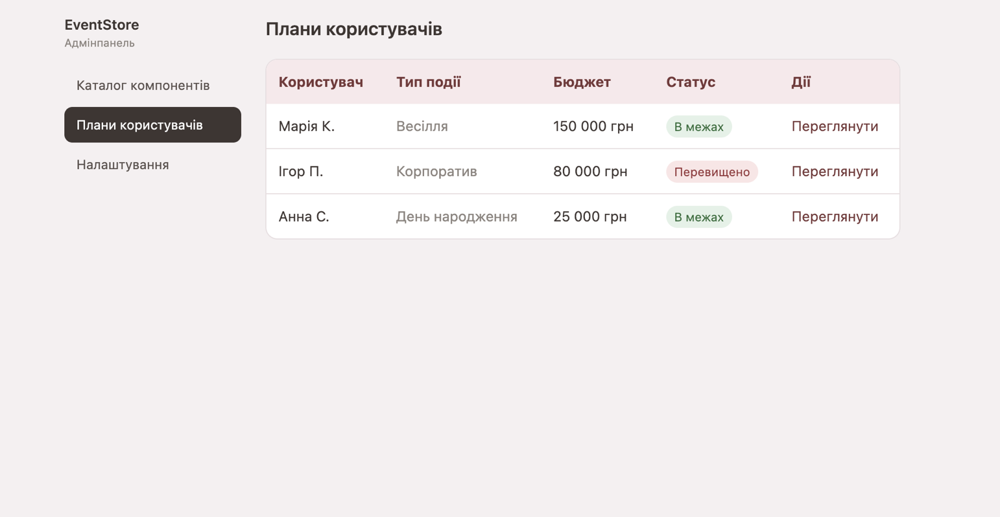 EventStore
Адмінпанель
Каталог компонентів
Плани користувачів
Налаштування
Плани користувачів
Користувач Тип події Бюджет Статус Дії
Марія К. Весілля 150 000 грн В межах Переглянути
Ігор П. Корпоратив 80 000 грн Перевищено Переглянути
Анна С. День народження 25 000 грн В межах Переглянути